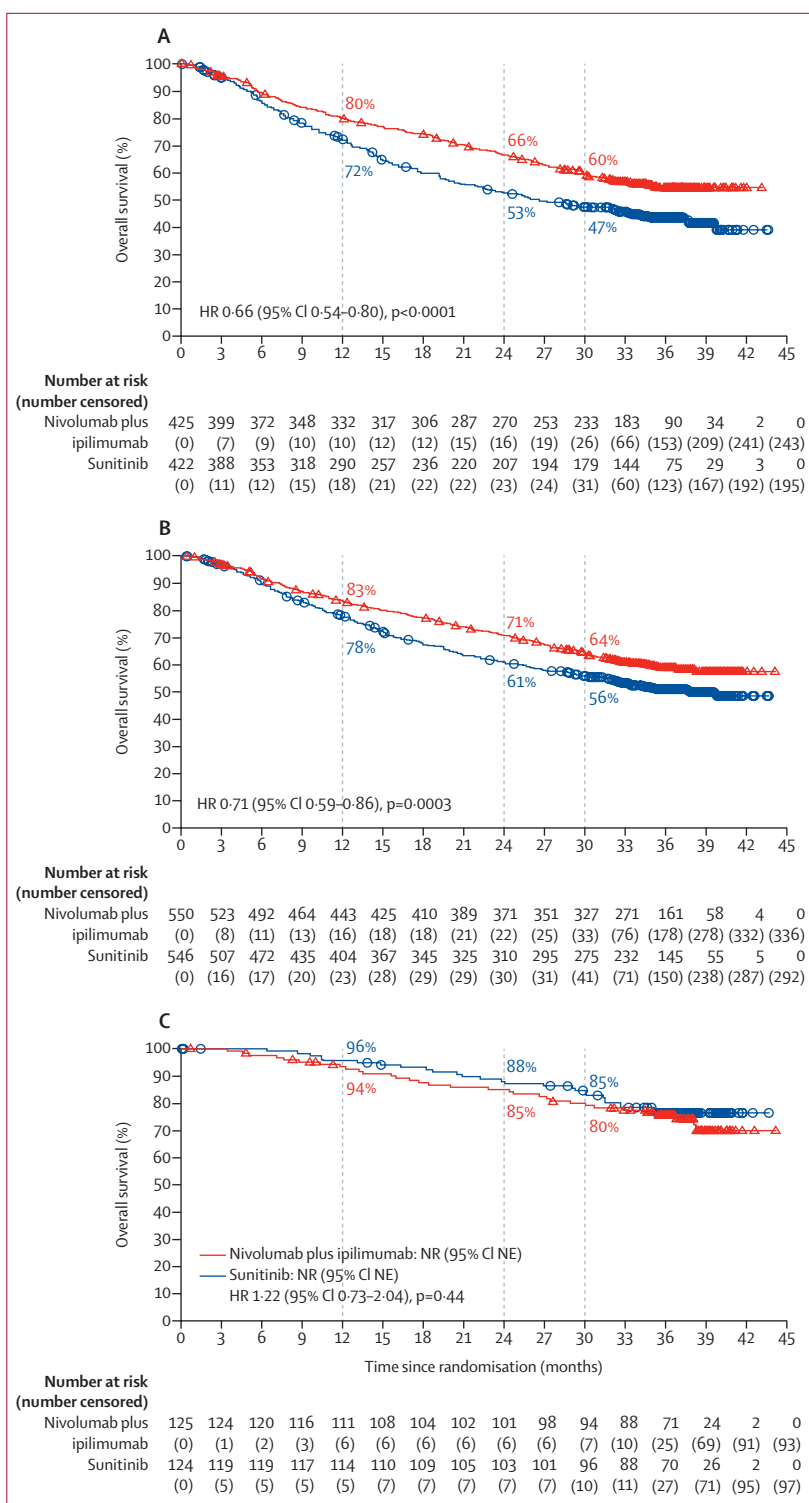 A
100
90
80
70
60
50
40
30
20
10
0
Overall survival (%)
80%
72%
66%
53%
60%
47%
HR 0·66 (95% CI 0·54–0·80), p<0·0001
0 3 6 9 12 15 18 21 24 27 30 33 36 39 42 45
Number at risk
(number censored)
Nivolumab plus 425 399 372 348 332 317 306 287 270 253 233 183 90 34 2 0
ipilimumab (0) (7) (9) (10) (10) (12) (12) (15) (16) (19) (26) (66) (153) (209) (241) (243)
Sunitinib 422 388 353 318 290 257 236 220 207 194 179 144 75 29 3 0
(0) (11) (12) (15) (18) (21) (22) (22) (23) (24) (31) (60) (123) (167) (192) (195)
B
100
90
80
70
60
50
40
30
20
10
0
Overall survival (%)
83%
78%
71%
61%
64%
56%
HR 0·71 (95% CI 0·59–0·86), p=0·0003
0 3 6 9 12 15 18 21 24 27 30 33 36 39 42 45
Number at risk
(number censored)
Nivolumab plus 550 523 492 464 443 425 410 389 371 351 327 271 161 58 4 0
ipilimumab (0) (8) (11) (13) (16) (18) (18) (21) (22) (25) (33) (76) (178) (278) (332) (336)
Sunitinib 546 507 472 435 404 367 345 325 310 295 275 232 145 55 5 0
(0) (16) (17) (20) (23) (28) (29) (29) (30) (31) (41) (71) (150) (238) (287) (292)
C
100
90
80
70
60
50
40
30
20
10
0
Overall survival (%)
96%
94%
88%
85%
85%
80%
Nivolumab plus ipilimumab: NR (95% CI NE)
Sunitinib: NR (95% CI NE)
HR 1·22 (95% CI 0·73–2·04), p=0·44
0 3 6 9 12 15 18 21 24 27 30 33 36 39 42 45
Time since randomisation (months)
Number at risk
(number censored)
Nivolumab plus 125 124 120 116 111 108 104 102 101 98 94 88 71 24 2 0
ipilimumab (0) (1) (2) (3) (6) (6) (6) (6) (6) (6) (7) (10) (25) (69) (91) (93)
Sunitinib 124 119 119 117 114 110 109 105 103 101 96 88 70 26 2 0
(0) (5) (5) (5) (5) (7) (7) (7) (7) (7) (10) (11) (27) (71) (95) (97)